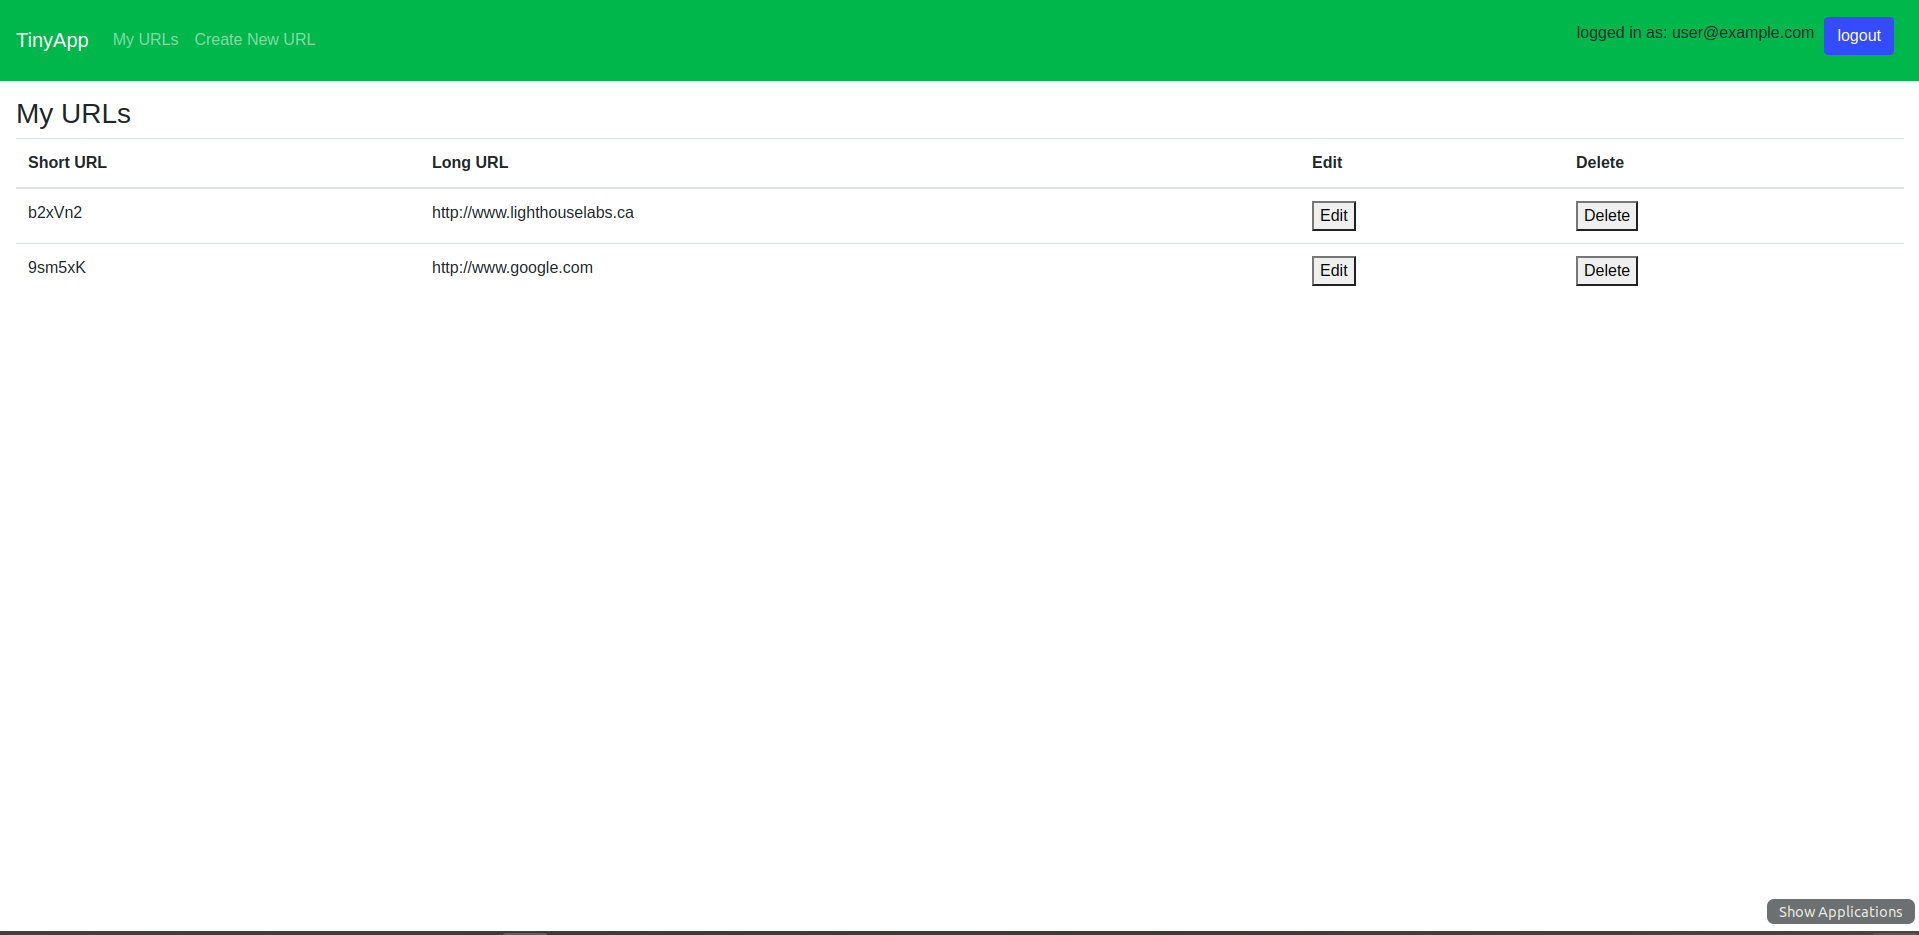 TinyApp My URLs Create New URL logged in as: user@example.com logout
My URLs
Short URL Long URL Edit Delete
b2xVn2 http://www.lighthouselabs.ca Edit Delete
9sm5xK http://www.google.com Edit Delete
Show Applications